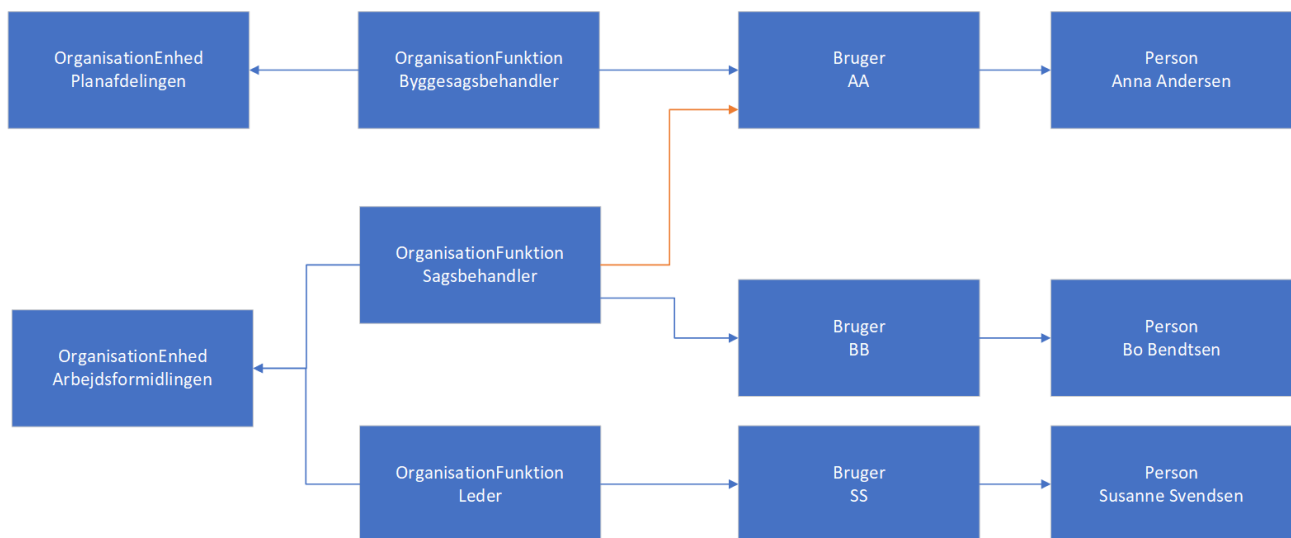 OrganisationEnhed
Planafdelingen
OrganisationFunktion
Byggesagsbehandler
Bruger
AA
Person
Anna Andersen
OrganisationFunktion
Sagsbehandler
OrganisationEnhed
Arbejdsformidlingen
Bruger
BB
Person
Bo Bendtsen
OrganisationFunktion
Leder
Bruger
SS
Person
Susanne Svendsen